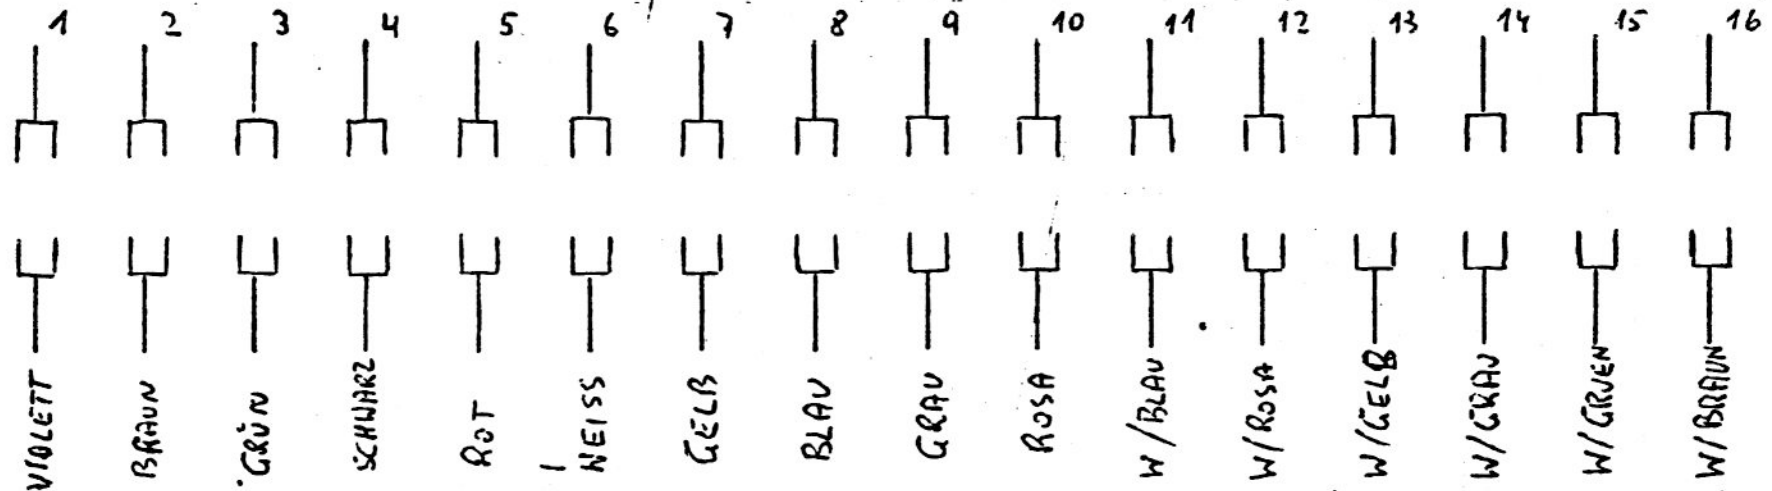 1 2 3 4 5 6 7 8 9 10 11 12 13 14 15 16
VIOLETT BRAUN GRÜN SCHWARZ ROT WEISS GELB BLAU GRAU ROSA W/BLAU W/ROSA W/GELB W/GRAU W/GRUEN W/BRAUN